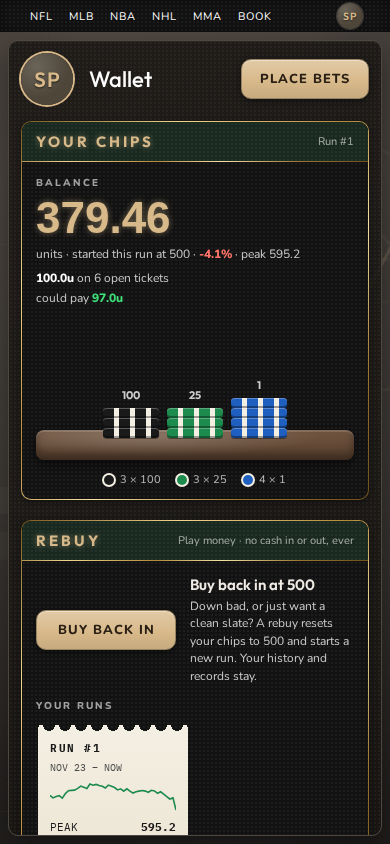 NFL MLB NBA NHL MMA BOOK SP
SP Wallet PLACE BETS
YOUR CHIPS Run #1
BALANCE
379.46
units · started this run at 500 · -4.1% · peak 595.2
100.0u on 6 open tickets
could pay 97.0u
100 25 1
3 × 100 3 × 25 4 × 1
REBUY Play money · no cash in or out, ever
BUY BACK IN
Buy back in at 500
Down bad, or just want a
clean slate? A rebuy resets
your chips to 500 and starts a
new run. Your history and
records stay.
YOUR RUNS
RUN #1
NOV 23 – NOW
PEAK 595.2